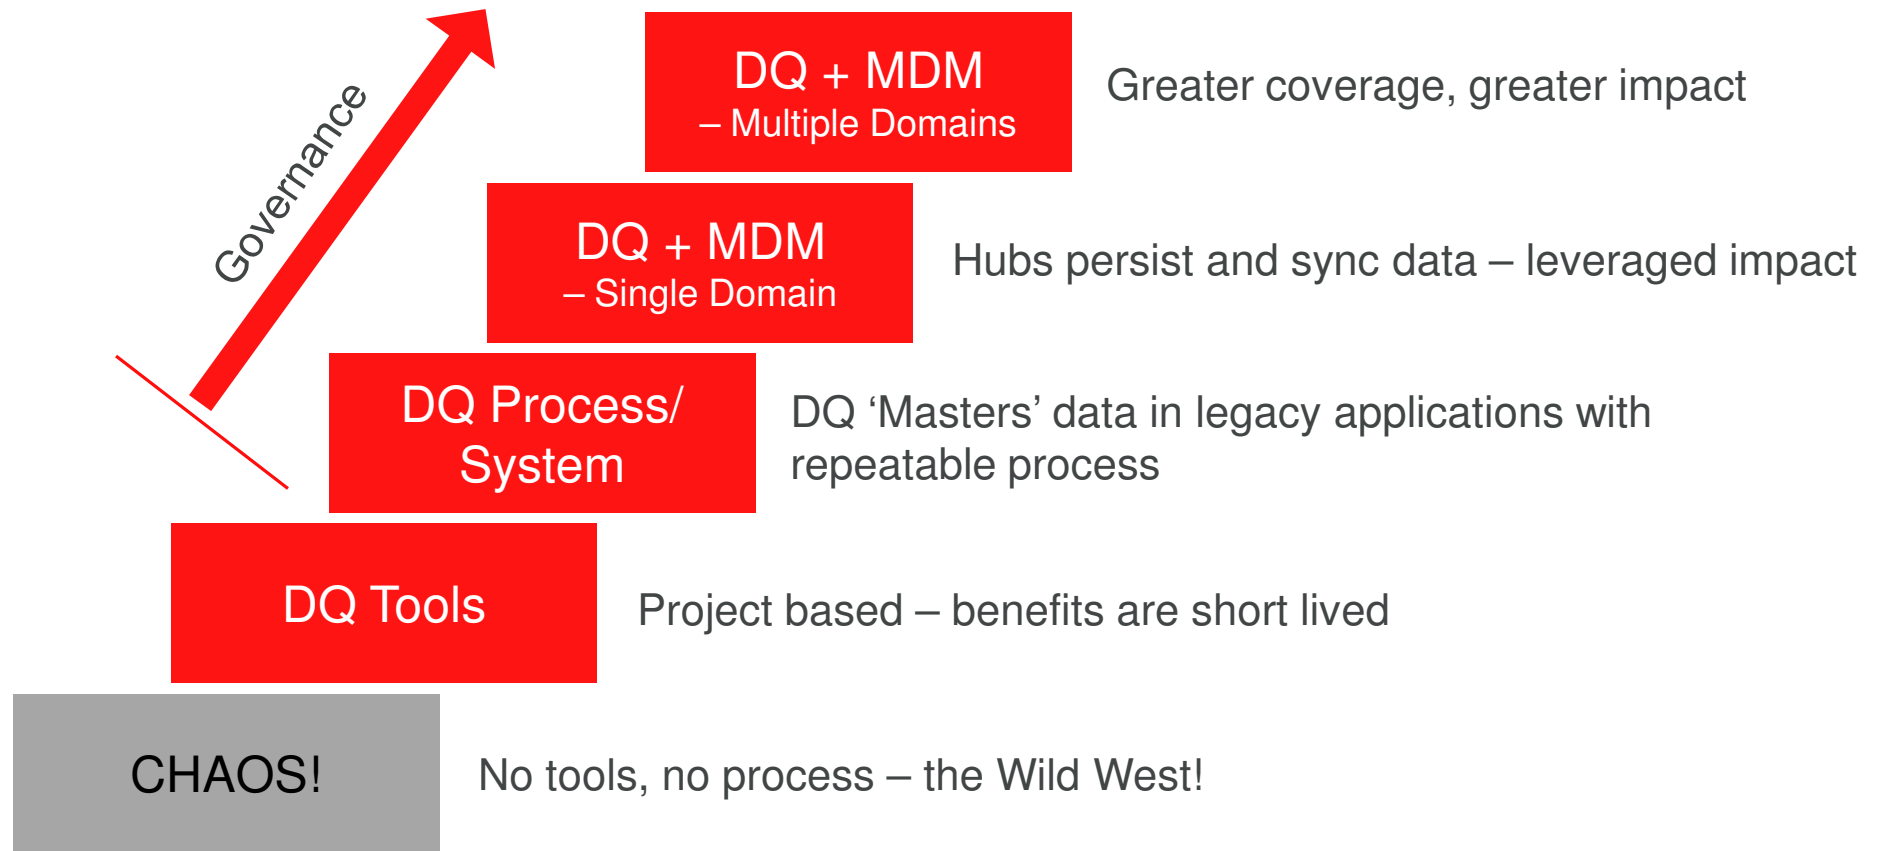 Governance
DQ + MDM
– Multiple Domains
Greater coverage, greater impact
DQ + MDM
– Single Domain
Hubs persist and sync data – leveraged impact
DQ Process/
System
DQ ‘Masters’ data in legacy applications with
repeatable process
DQ Tools
Project based – benefits are short lived
CHAOS!
No tools, no process – the Wild West!